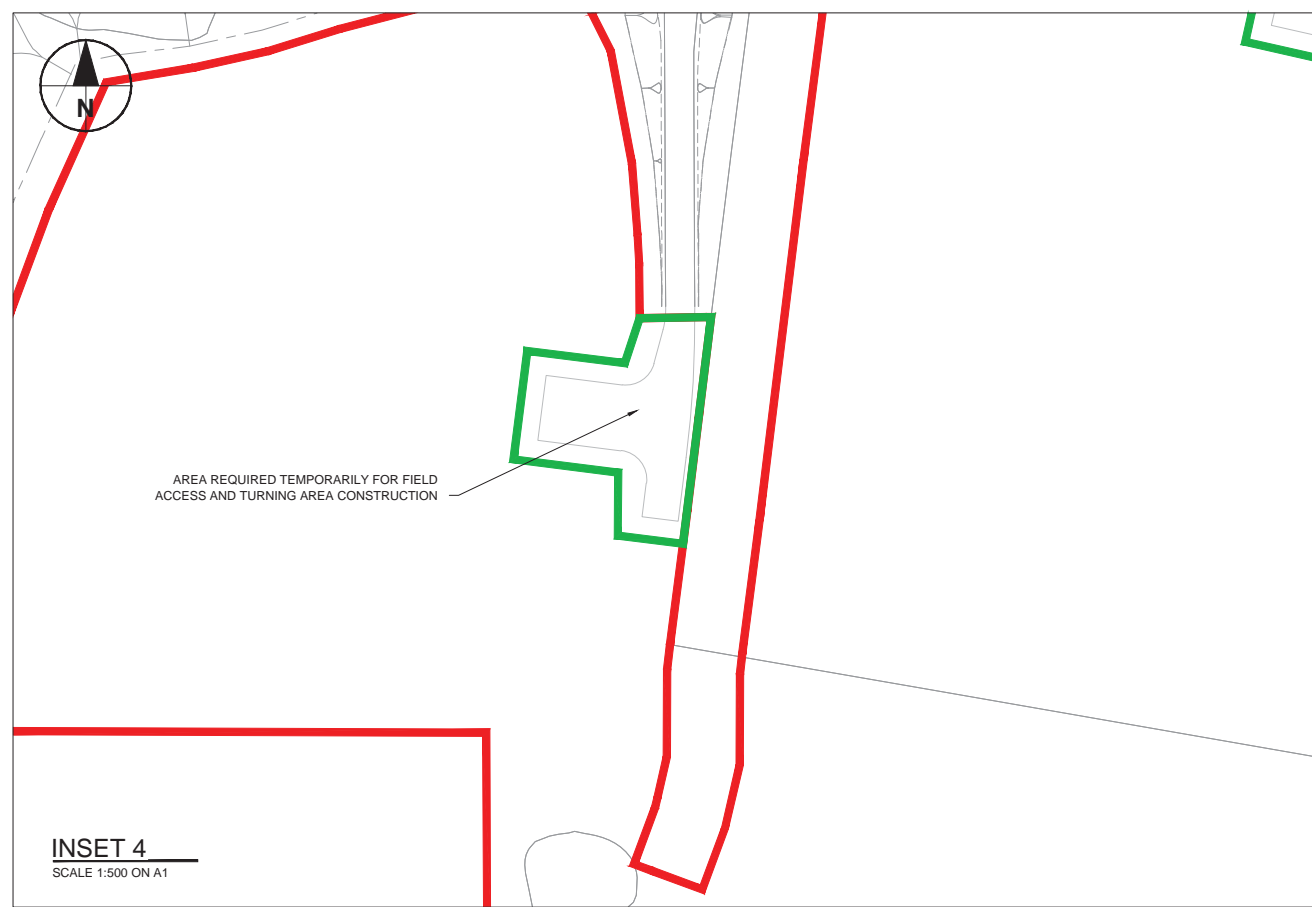 N
AREA REQUIRED TEMPORARILY FOR FIELD
ACCESS AND TURNING AREA CONSTRUCTION
INSET 4
SCALE 1:500 ON A1